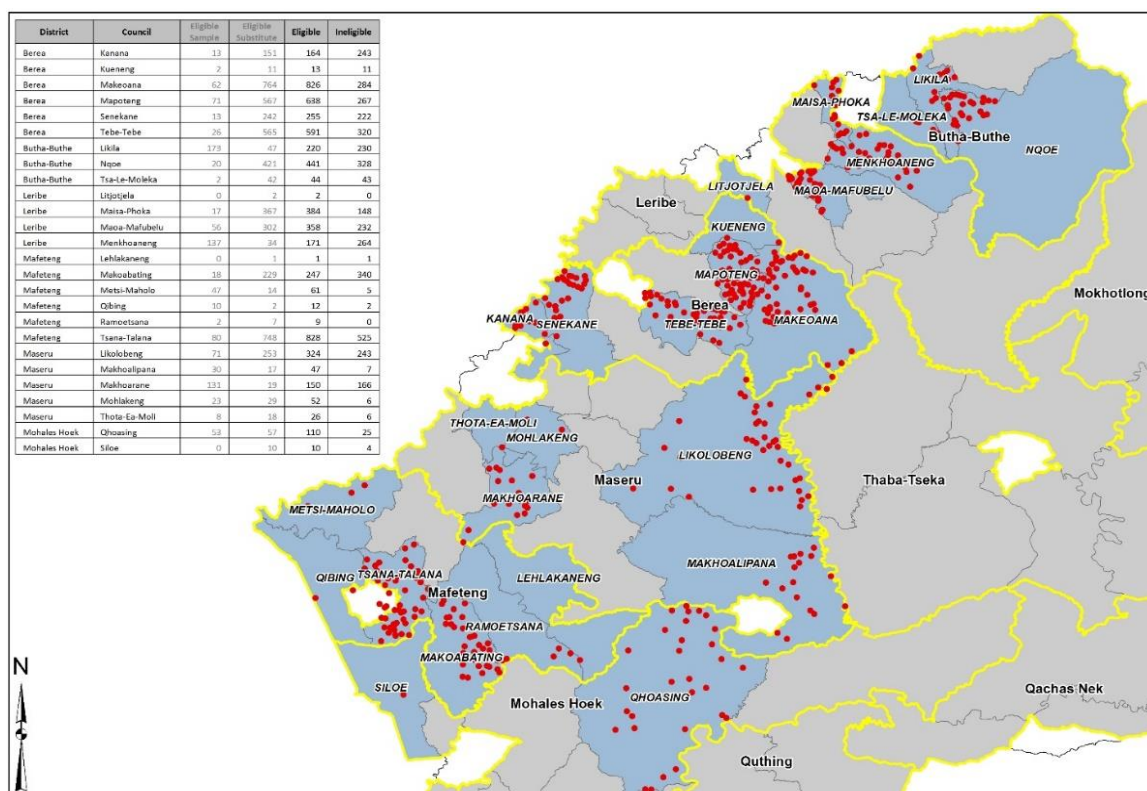 District Council Eligible Sample Eligible Substitute Eligible Ineligible
Berea Kanana 13 151 164 243
Berea Kueneng 2 11 13 11
Berea Makeoana 62 764 826 284
Berea Mapoteng 71 567 638 267
Berea Senekane 13 242 255 222
Berea Tebe-Tebe 26 565 591 320
Butha-Buthe Likila 173 47 220 230
Butha-Buthe Nqoe 20 421 441 328
Butha-Buthe Tsa-Le-Moleka 2 42 44 43
Leribe Litjotjela 0 2 2 0
Leribe Maisa-Phoka 17 367 384 148
Leribe Maoa-Mafubelu 56 302 358 232
Leribe Menkhoaneng 137 34 171 264
Mafeteng Lehlakaneng 0 1 1 1
Mafeteng Makoabating 18 229 247 340
Mafeteng Metsi-Maholo 47 14 61 5
Mafeteng Qibing 10 2 12 2
Mafeteng Ramoetsana 2 7 9 0
Mafeteng Tsana-Talana 80 748 828 525
Maseru Likolobeng 71 253 324 243
Maseru Makhoalipana 30 17 47 7
Maseru Makhoarane 131 19 150 166
Maseru Mohlakeng 23 29 52 6
Maseru Thota-Ea-Moli 8 18 26 6
Mohales Hoek Qhoasing 53 57 110 25
Mohales Hoek Siloe 0 10 10 4
LIKILA
MAISA-PHOKA
TSA-LE-MOLEKA
Butha-Buthe
NQOE
MENKHOANENG
LITJOTJELA
MAOA-MAFUBELU
Leribe
KUENENG
MAPOTENG
Mokhotlong
Berea
KANANA
SENEKANE
TEBE-TEBE
MAKEOANA
THOTA-EA-MOLI
MOHLAKENG
LIKOLOBENG
Maseru
Thaba-Tseka
MAKHOARANE
METSI-MAHOLO
MAKHOALIPANA
QIBING
TSANA-TALANA
LEHLAKANENG
Mafeteng
RAMOETSANA
MAKOABATING
SILOE
QHOASING
Mohales Hoek
Qachas Nek
Quthing
N